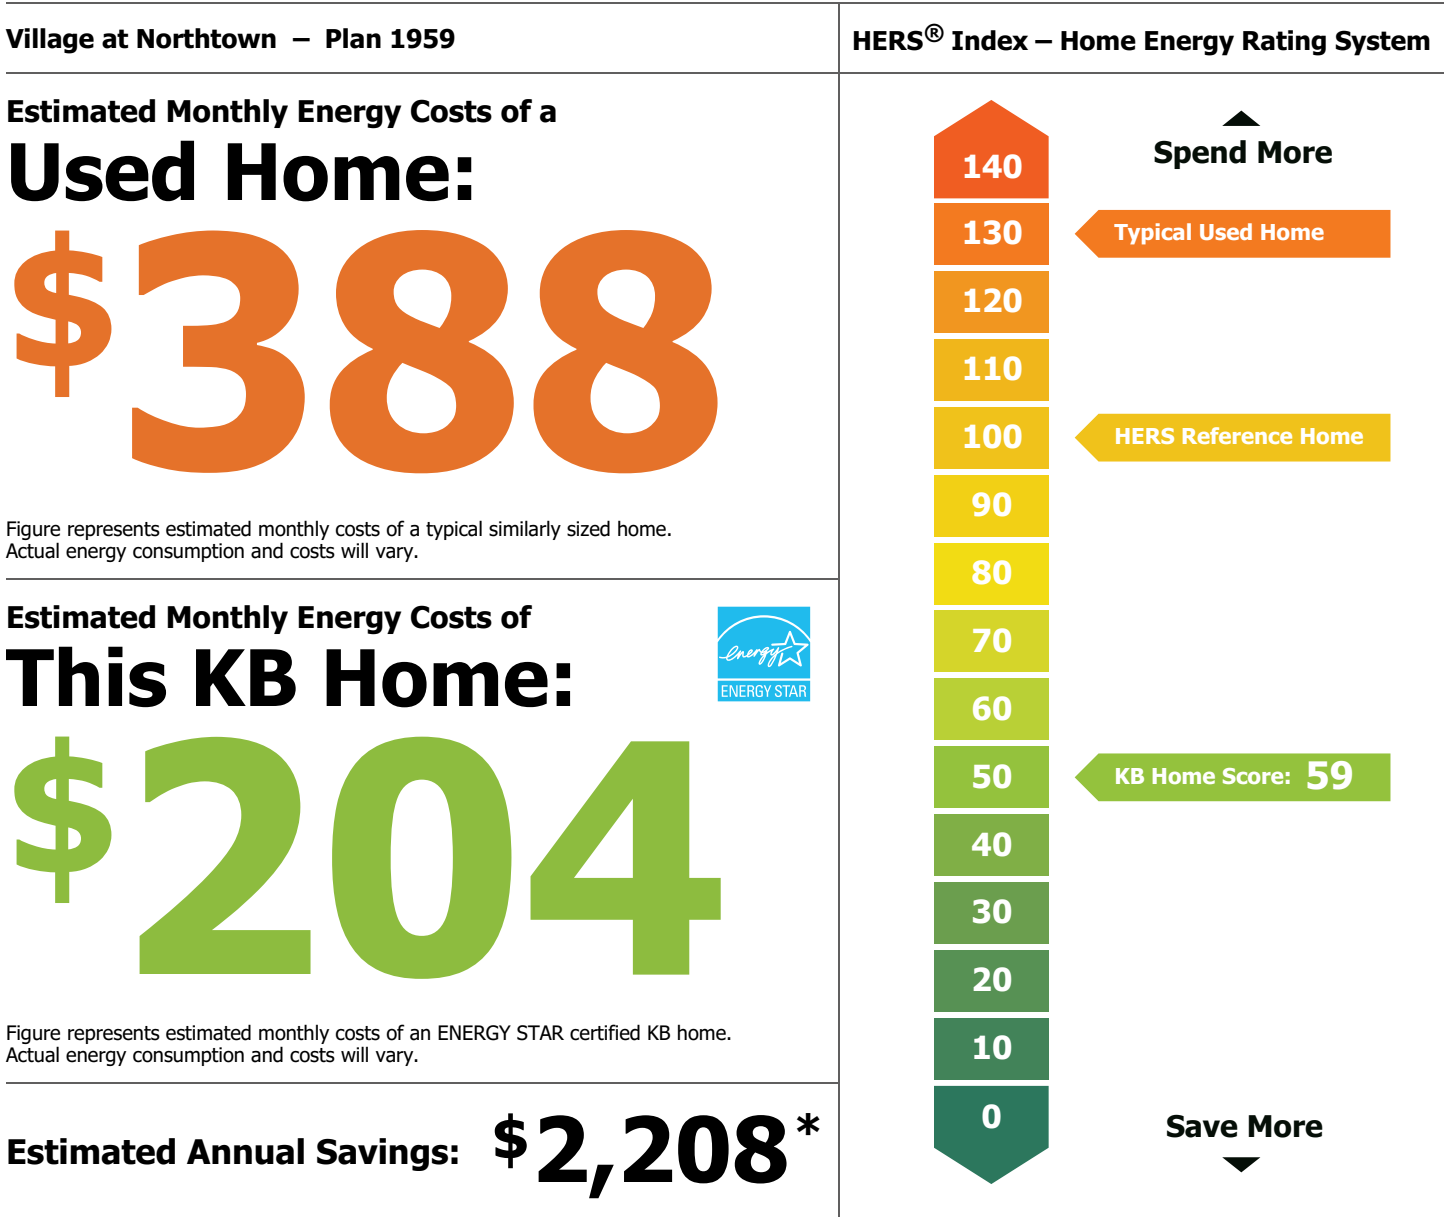 Village at Northtown – Plan 1959
Estimated Monthly Energy Costs of a
Used Home:
$388
Figure represents estimated monthly costs of a typical similarly sized home.
Actual energy consumption and costs will vary.
Estimated Monthly Energy Costs of
This KB Home:
energy
ENERGY STAR
$204
Figure represents estimated monthly costs of an ENERGY STAR certified KB home.
Actual energy consumption and costs will vary.
Estimated Annual Savings: $2,208*
HERS® Index – Home Energy Rating System
Spend More
140
130 Typical Used Home
120
110
100 HERS Reference Home
90
80
70
60
50 KB Home Score: 59
40
30
20
10
0
Save More